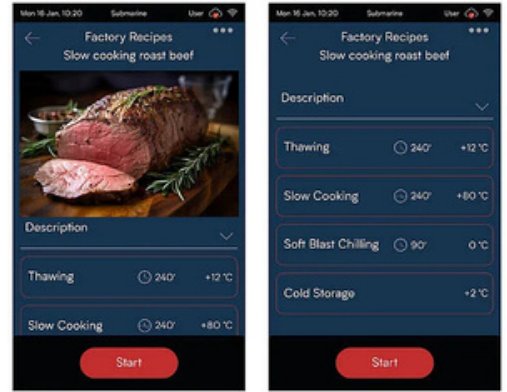 Mon 16 Jan, 10:20 Submarine User
Factory Recipes
Slow cooking roast beef
Description
Thawing 240' +12 °C
Slow Cooking 240' +80 °C
Start
Mon 16 Jan, 10:20 Submarine User
Factory Recipes
Slow cooking roast beef
Description
Thawing 240' +12 °C
Slow Cooking 240' +80 °C
Soft Blast Chilling 90' 0 °C
Cold Storage +2 °C
Start